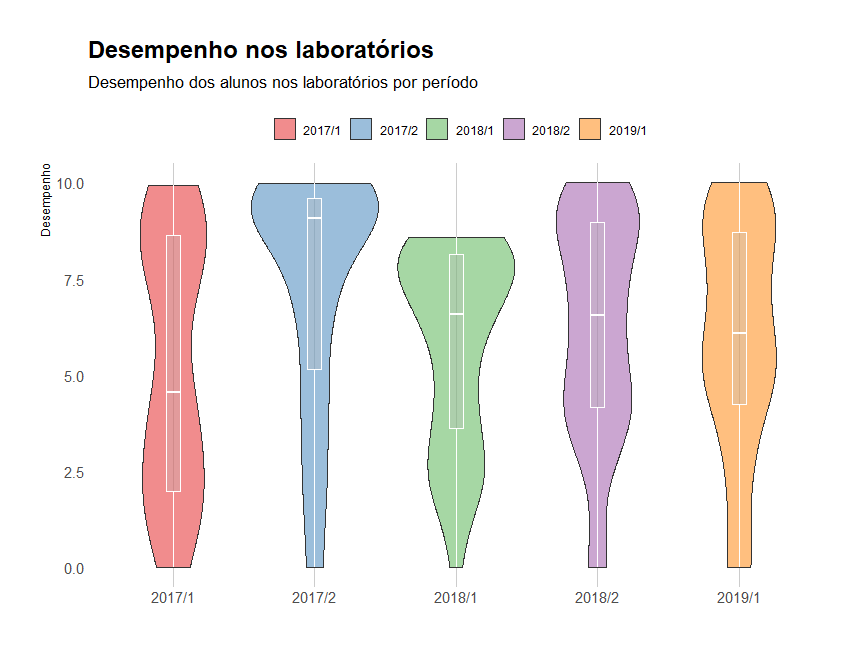 Desempenho nos laboratórios
Desempenho dos alunos nos laboratórios por período
2017/1 2017/2 2018/1 2018/2 2019/1
Desempenho
10.0
7.5
5.0
2.5
0.0
2017/1 2017/2 2018/1 2018/2 2019/1